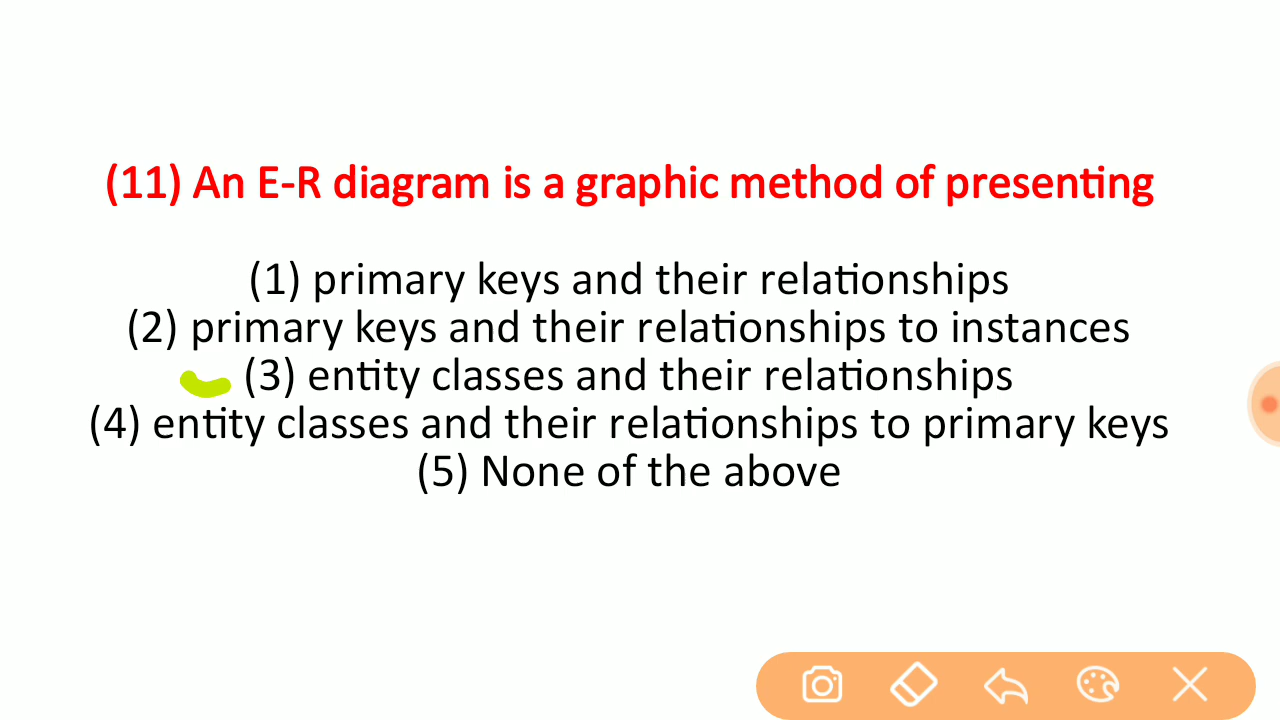 (11) An E-R diagram is a graphic method of presenting
(1) primary keys and their relationships
(2) primary keys and their relationships to instances
(3) entity classes and their relationships
(4) entity classes and their relationships to primary keys
(5) None of the above